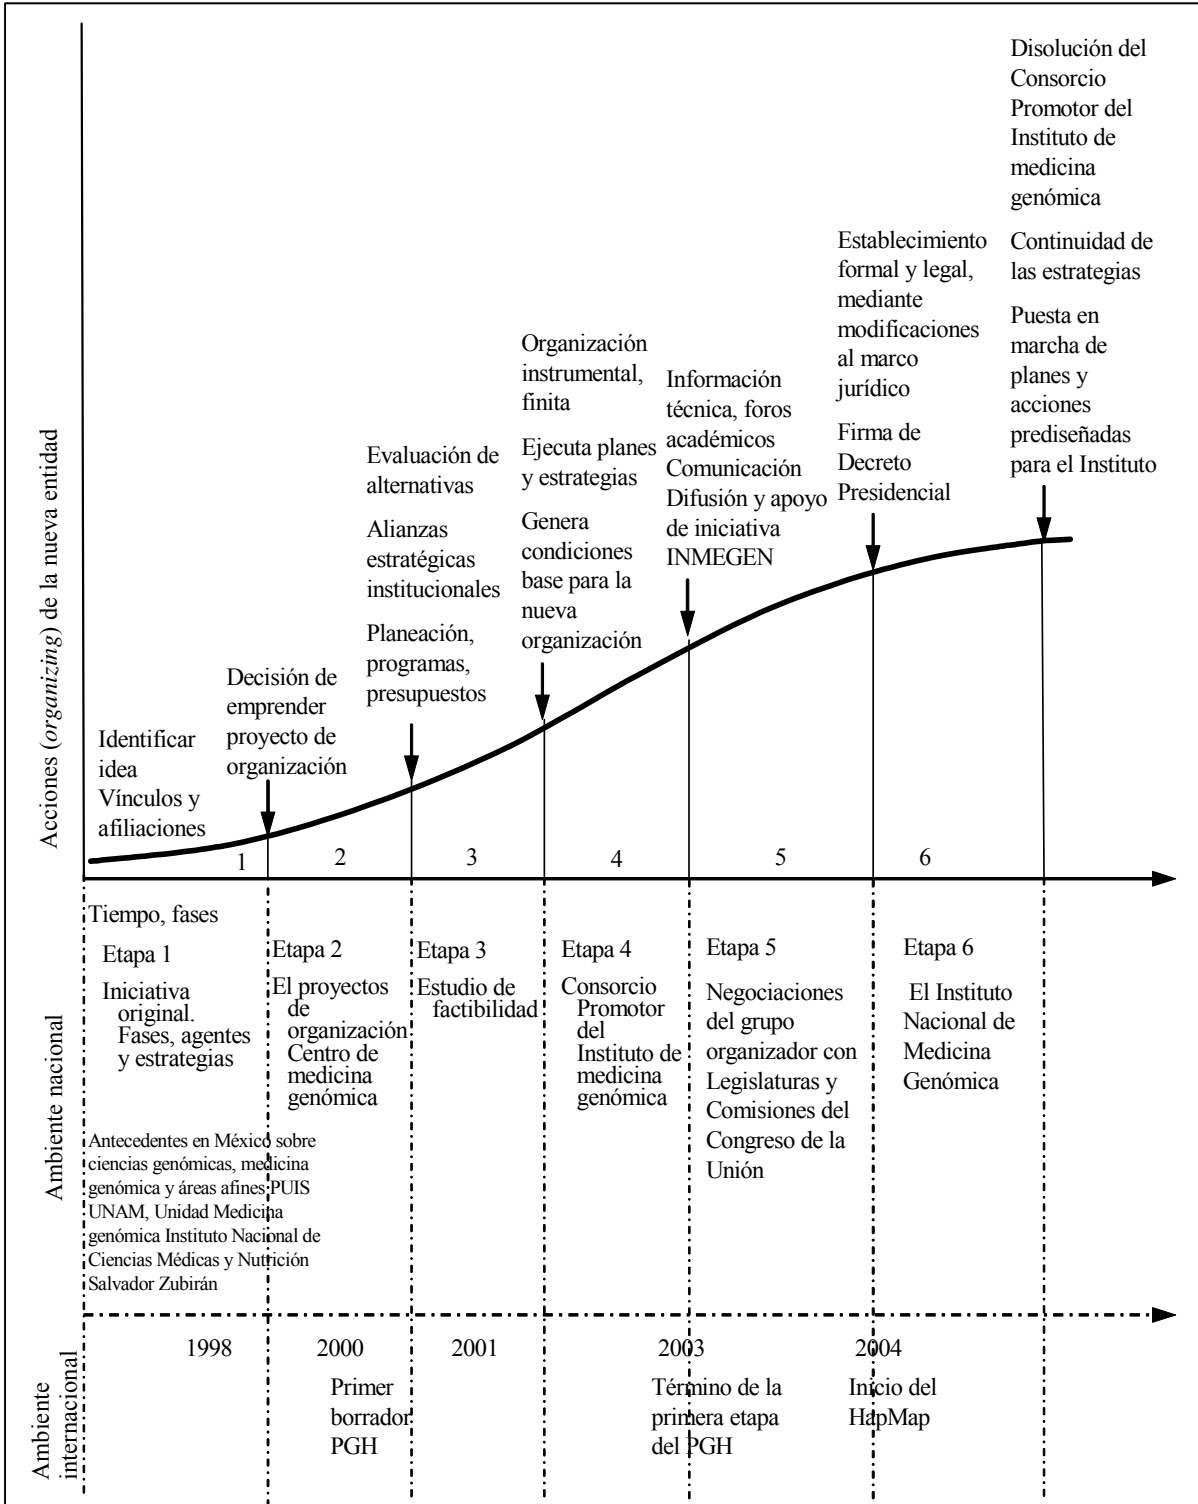 Disolución del
Consorcio
Promotor del
Instituto de
medicina
genómica
Continuidad de
las estrategias
Puesta en
marcha de
planes y
acciones
prediseñadas
para el Instituto
Establecimiento
formal y legal,
mediante
modificaciones
al marco
jurídico
Firma de
Decreto
Presidencial
Organización
instrumental,
finita
Ejecuta planes
y estrategias
Genera
condiciones
base para la
nueva
organización
Información
técnica, foros
académicos
Comunicación
Difusión y apoyo
de iniciativa
INMEGEN
Evaluación de
alternativas
Alianzas
estratégicas
institucionales
Planeación,
programas,
presupuestos
Decisión de
emprender
proyecto de
organización
Identificar
idea
Vínculos y
afiliaciones
Acciones (organizing) de la nueva entidad
1 2 3 4 5 6
Tiempo, fases
Etapa 1
Iniciativa
original.
Fases, agentes
y estrategias
Etapa 2
El proyectos
de
organización
Centro de
medicina
genómica
Etapa 3
Estudio de
factibilidad
Etapa 4
Consorcio
Promotor
del
Instituto de
medicina
genómica
Etapa 5
Negociaciones
del grupo
organizador con
Legislaturas y
Comisiones del
Congreso de la
Unión
Etapa 6
El Instituto
Nacional de
Medicina
Genómica
Ambiente nacional
Antecedentes en México sobre
ciencias genómicas, medicina
genómica y áreas afines PUIS
UNAM, Unidad Medicina
genómica Instituto Nacional de
Ciencias Médicas y Nutrición
Salvador Zubirán
1998 2000 2001 2003 2004
Ambiente
internacional
Primer
borrador
PGH
Término de la
primera etapa
del PGH
Inicio del
HapMap